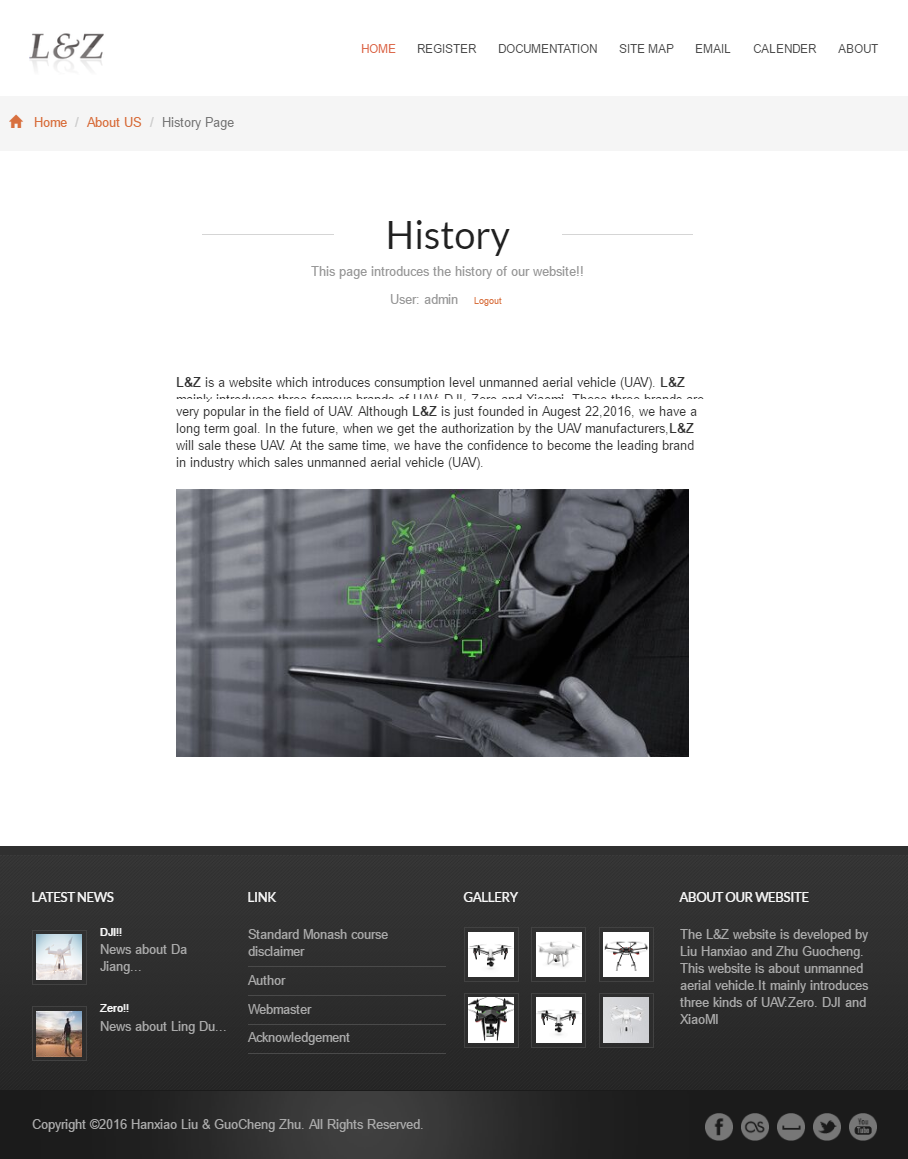 L&Z
HOME REGISTER DOCUMENTATION SITE MAP EMAIL CALENDER ABOUT
Home / About US / History Page
History
This page introduces the history of our website!!
User: admin Logout
L&Z is a website which introduces consumption level unmanned aerial vehicle (UAV). L&Z
mainly introduces three famous brands of UAV: DJI, Zero and Xiaomi. These three brands are
very popular in the field of UAV. Although L&Z is just founded in Augest 22,2016, we have a
long term goal. In the future, when we get the authorization by the UAV manufacturers,L&Z
will sale these UAV. At the same time, we have the confidence to become the leading brand
in industry which sales unmanned aerial vehicle (UAV).
PLATFORM
APPLICATION
COLLABORATION
IDENTITY
CONTENT
INFRASTRUCTURE
LATEST NEWS
DJI!!
News about Da
Jiang...
Zero!!
News about Ling Du...
LINK
Standard Monash course
disclaimer
Author
Webmaster
Acknowledgement
GALLERY
ABOUT OUR WEBSITE
The L&Z website is developed by
Liu Hanxiao and Zhu Guocheng.
This website is about unmanned
aerial vehicle.It mainly introduces
three kinds of UAV:Zero. DJI and
XiaoMI
Copyright ©2016 Hanxiao Liu & GuoCheng Zhu. All Rights Reserved.
You
Tube